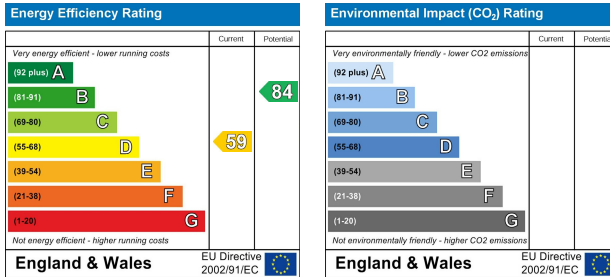 Energy Efficiency Rating
Current Potential
Very energy efficient - lower running costs
(92 plus) A
(81-91) B
84
(69-80) C
(55-68) D
59
(39-54) E
(21-38) F
(1-20) G
Not energy efficient - higher running costs
England & Wales
EU Directive
2002/91/EC
Environmental Impact (CO₂) Rating
Current Potential
Very environmentally friendly - lower CO2 emissions
(92 plus) A
(81-91) B
(69-80) C
(55-68) D
(39-54) E
(21-38) F
(1-20) G
Not environmentally friendly - higher CO2 emissions
England & Wales
EU Directive
2002/91/EC